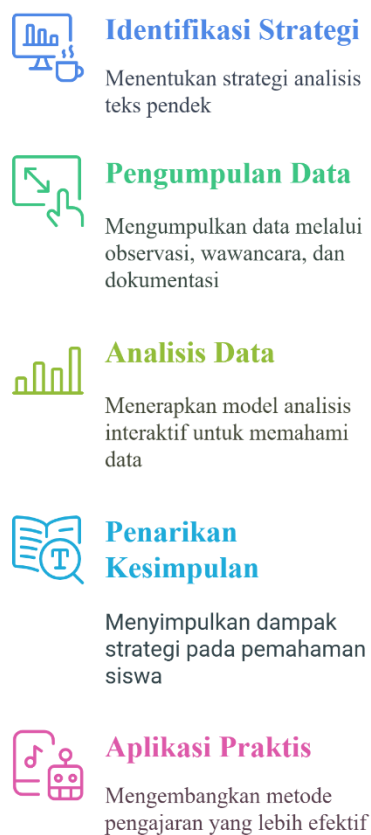 Identifikasi Strategi
Menentukan strategi analisis
teks pendek
Pengumpulan Data
Mengumpulkan data melalui
observasi, wawancara, dan
dokumentasi
Analisis Data
Menerapkan model analisis
interaktif untuk memahami
data
Penarikan
Kesimpulan
T
Menyimpulkan dampak
strategi pada pemahaman
siswa
Aplikasi Praktis
Mengembangkan metode
pengajaran yang lebih efektif